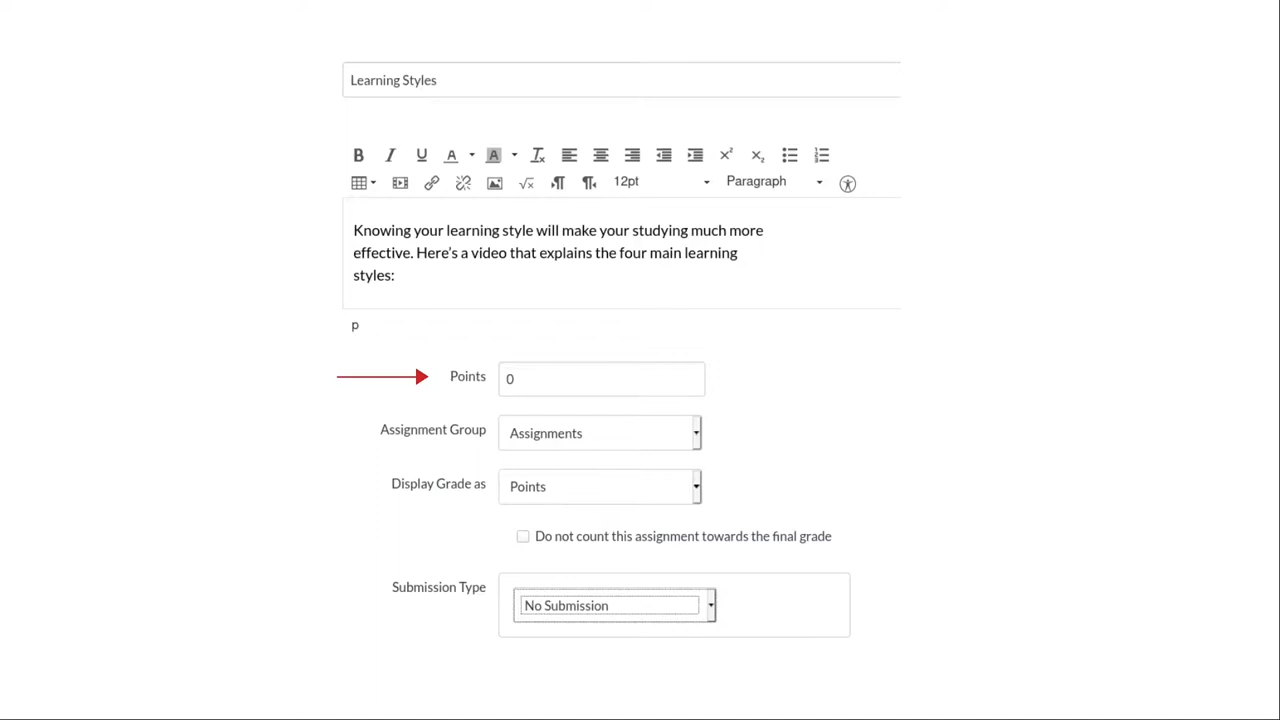 Learning Styles
12pt Paragraph
Knowing your learning style will make your studying much more
effective. Here's a video that explains the four main learning
styles:
p
Points 0
Assignment Group Assignments
Display Grade as Points
Do not count this assignment towards the final grade
Submission Type No Submission